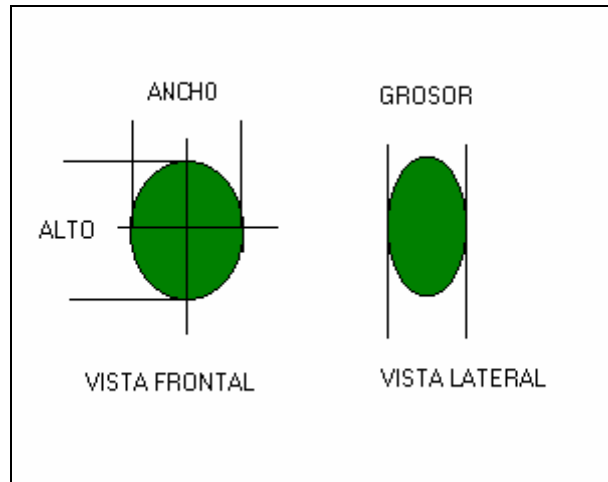 ANCHO
GROSOR
ALTO
VISTA FRONTAL
VISTA LATERAL